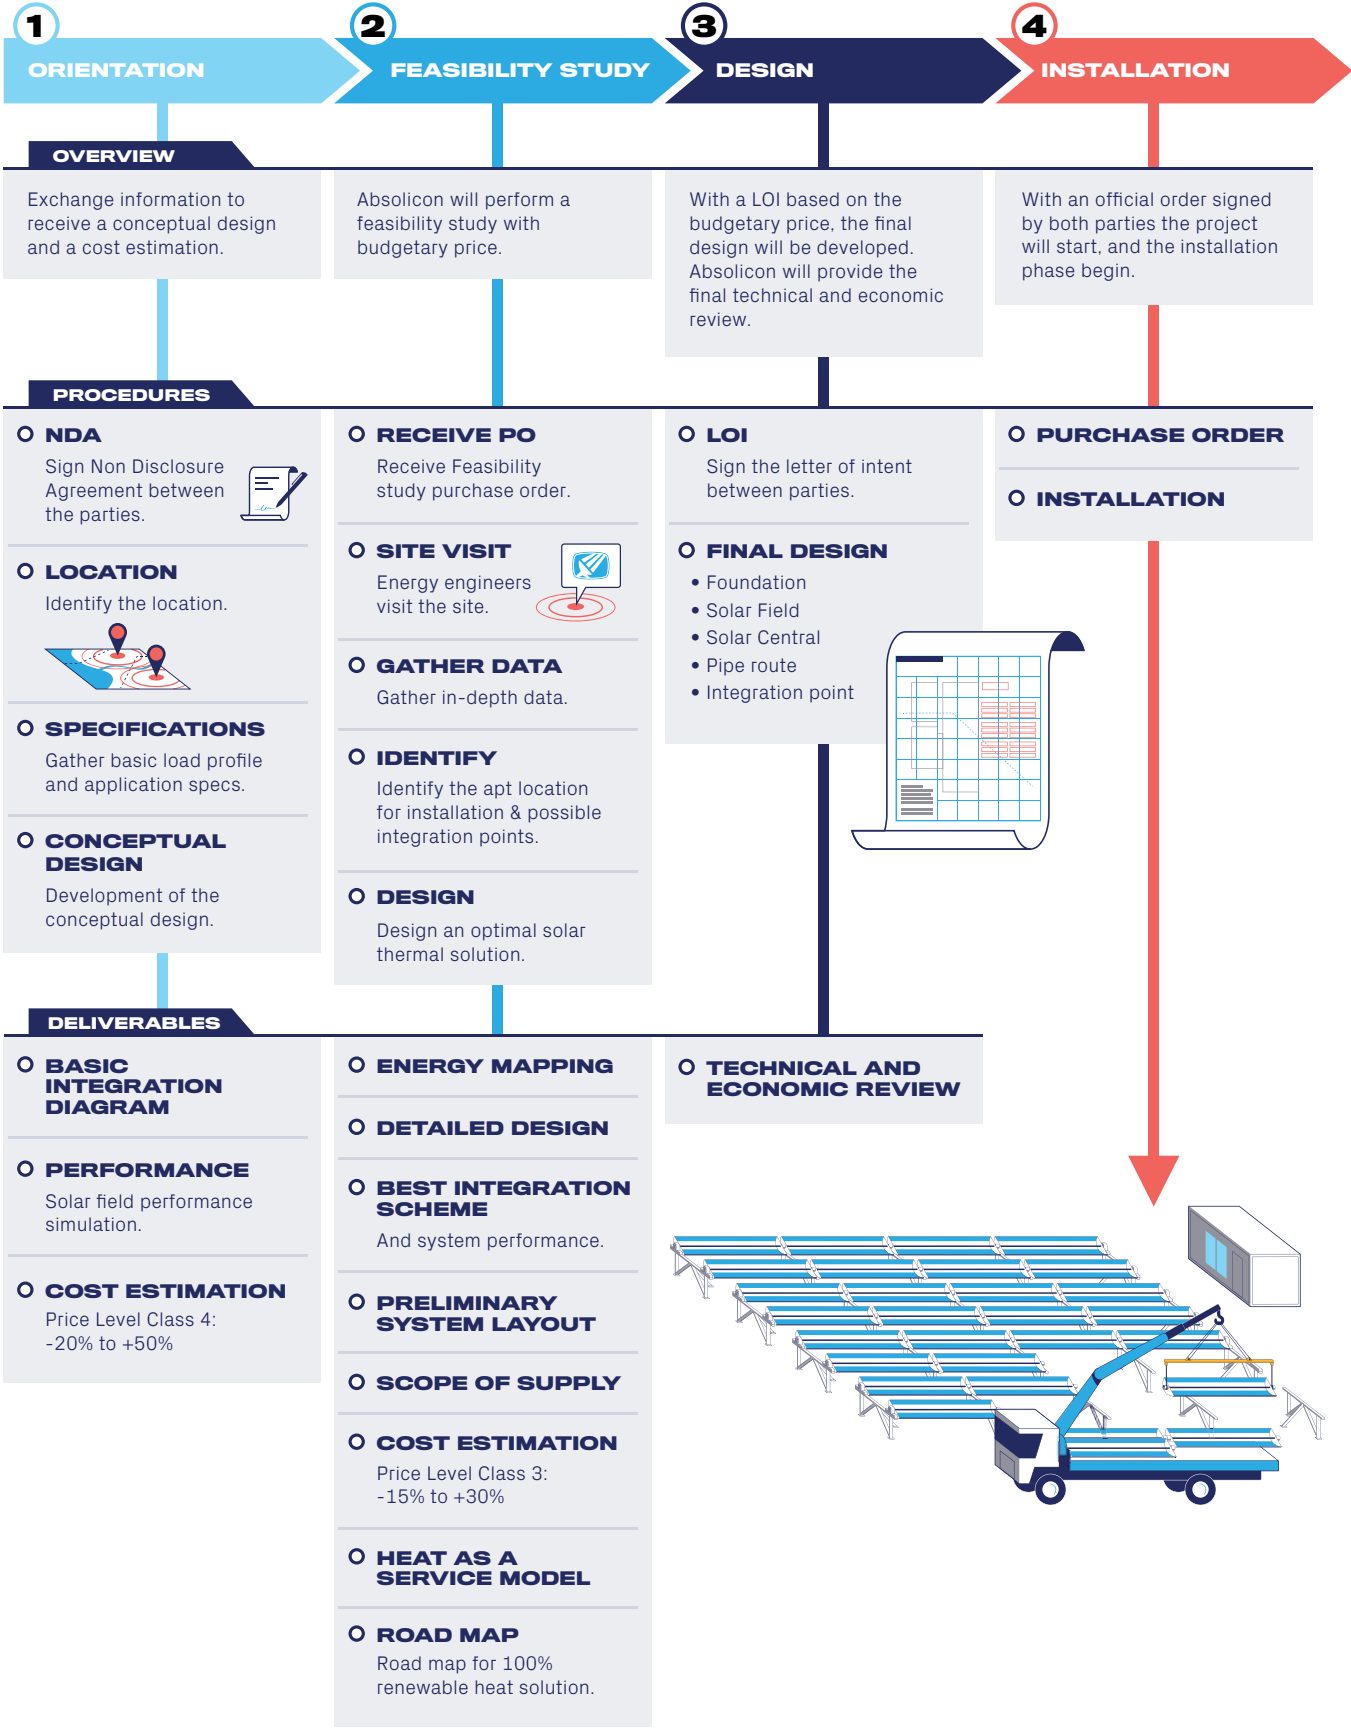 1
ORIENTATION
2
FEASIBILITY STUDY
3
DESIGN
4
INSTALLATION
OVERVIEW
Exchange information to
receive a conceptual design
and a cost estimation.
Absolicon will perform a
feasibility study with
budgetary price.
With a LOI based on the
budgetary price, the final
design will be developed.
Absolicon will provide the
final technical and economic
review.
With an official order signed
by both parties the project
will start, and the installation
phase begin.
PROCEDURES
NDA
Sign Non Disclosure
Agreement between
the parties.
LOCATION
Identify the location.
SPECIFICATIONS
Gather basic load profile
and application specs.
CONCEPTUAL
DESIGN
Development of the
conceptual design.
RECEIVE PO
Receive Feasibility
study purchase order.
SITE VISIT
Energy engineers
visit the site.
GATHER DATA
Gather in-depth data.
IDENTIFY
Identify the apt location
for installation & possible
integration points.
DESIGN
Design an optimal solar
thermal solution.
LOI
Sign the letter of intent
between parties.
FINAL DESIGN
• Foundation
• Solar Field
• Solar Central
• Pipe route
• Integration point
PURCHASE ORDER
INSTALLATION
DELIVERABLES
BASIC
INTEGRATION
DIAGRAM
PERFORMANCE
Solar field performance
simulation.
COST ESTIMATION
Price Level Class 4:
-20% to +50%
ENERGY MAPPING
DETAILED DESIGN
BEST INTEGRATION
SCHEME
And system performance.
PRELIMINARY
SYSTEM LAYOUT
SCOPE OF SUPPLY
COST ESTIMATION
Price Level Class 3:
-15% to +30%
HEAT AS A
SERVICE MODEL
ROAD MAP
Road map for 100%
renewable heat solution.
TECHNICAL AND
ECONOMIC REVIEW